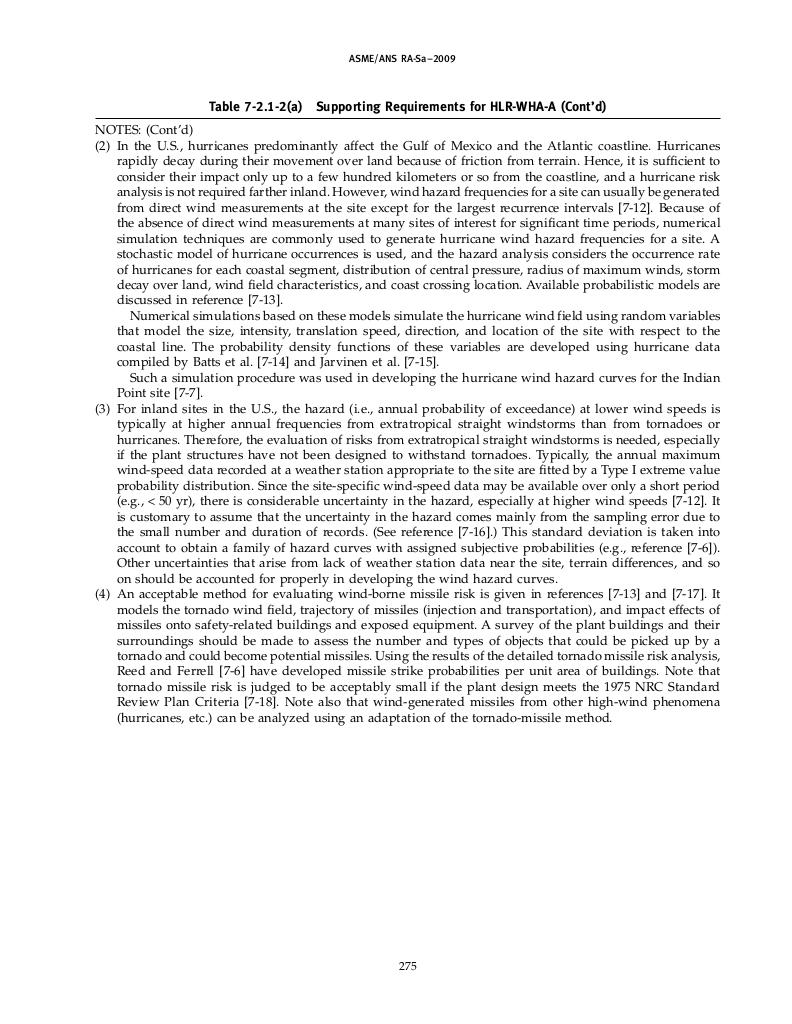 ASME/ANS RA-Sa–2009
Table 7-2.1-2(a) Supporting Requirements for HLR-WHA-A (Cont'd)
NOTES: (Cont'd)
(2) In the U.S., hurricanes predominantly affect the Gulf of Mexico and the Atlantic coastline. Hurricanes
rapidly decay during their movement over land because of friction from terrain. Hence, it is sufficient to
consider their impact only up to a few hundred kilometers or so from the coastline, and a hurricane risk
analysis is not required farther inland. However, wind hazard frequencies for a site can usually be generated
from direct wind measurements at the site except for the largest recurrence intervals [7-12]. Because of
the absence of direct wind measurements at many sites of interest for significant time periods, numerical
simulation techniques are commonly used to generate hurricane wind hazard frequencies for a site. A
stochastic model of hurricane occurrences is used, and the hazard analysis considers the occurrence rate
of hurricanes for each coastal segment, distribution of central pressure, radius of maximum winds, storm
decay over land, wind field characteristics, and coast crossing location. Available probabilistic models are
discussed in reference [7-13].
Numerical simulations based on these models simulate the hurricane wind field using random variables
that model the size, intensity, translation speed, direction, and location of the site with respect to the
coastal line. The probability density functions of these variables are developed using hurricane data
compiled by Batts et al. [7-14] and Jarvinen et al. [7-15].
Such a simulation procedure was used in developing the hurricane wind hazard curves for the Indian
Point site [7-7].
(3) For inland sites in the U.S., the hazard (i.e., annual probability of exceedance) at lower wind speeds is
typically at higher annual frequencies from extratropical straight windstorms than from tornadoes or
hurricanes. Therefore, the evaluation of risks from extratropical straight windstorms is needed, especially
if the plant structures have not been designed to withstand tornadoes. Typically, the annual maximum
wind-speed data recorded at a weather station appropriate to the site are fitted by a Type I extreme value
probability distribution. Since the site-specific wind-speed data may be available over only a short period
(e.g., < 50 yr), there is considerable uncertainty in the hazard, especially at higher wind speeds [7-12]. It
is customary to assume that the uncertainty in the hazard comes mainly from the sampling error due to
the small number and duration of records. (See reference [7-16].) This standard deviation is taken into
account to obtain a family of hazard curves with assigned subjective probabilities (e.g., reference [7-6]).
Other uncertainties that arise from lack of weather station data near the site, terrain differences, and so
on should be accounted for properly in developing the wind hazard curves.
(4) An acceptable method for evaluating wind-borne missile risk is given in references [7-13] and [7-17]. It
models the tornado wind field, trajectory of missiles (injection and transportation), and impact effects of
missiles onto safety-related buildings and exposed equipment. A survey of the plant buildings and their
surroundings should be made to assess the number and types of objects that could be picked up by a
tornado and could become potential missiles. Using the results of the detailed tornado missile risk analysis,
Reed and Ferrell [7-6] have developed missile strike probabilities per unit area of buildings. Note that
tornado missile risk is judged to be acceptably small if the plant design meets the 1975 NRC Standard
Review Plan Criteria [7-18]. Note also that wind-generated missiles from other high-wind phenomena
(hurricanes, etc.) can be analyzed using an adaptation of the tornado-missile method.
275